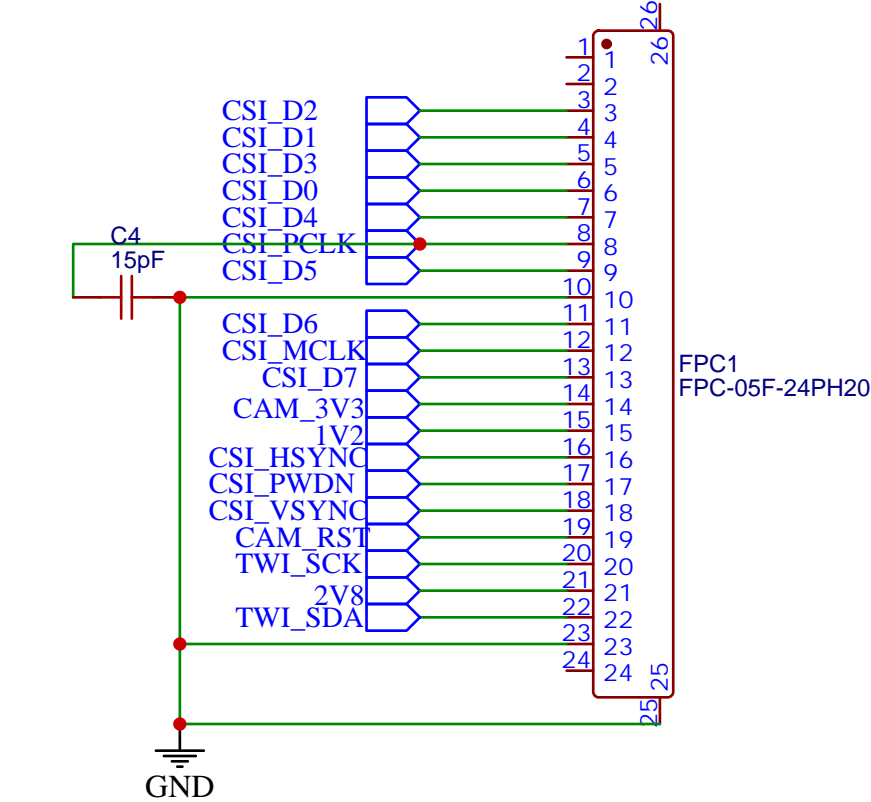 26
26
1
1
2
2
CSI_D2
3
3
CSI_D1
4
4
CSI_D3
5
5
CSI_D0
6
6
CSI_D4
7
7
C4
CSI_PCLK
8
8
15pF
CSI_D5
9
9
10
10
CSI_D6
11
11
CSI_MCLK
12
12
CSI_D7
13
13
FPC1
FPC-05F-24PH20
CAM_3V3
14
14
1V2
15
15
CSI_HSYNC
16
16
CSI_PWDN
17
17
CSI_VSYNC
18
18
CAM_RST
19
19
TWI_SCK
20
20
2V8
21
21
TWI_SDA
22
22
23
23
24
24
25
25
GND